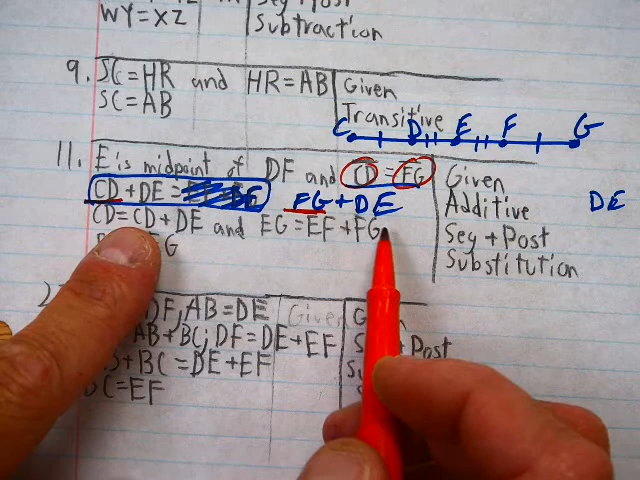 WY=XZ
Subtraction
9. SC=HR and HR=AB Given
SC=AB Transitive
C D E F G
11. E is midpoint of DF and CD = FG Given
CD + DE = FG + DE Additive DE
CD=CD+DE and EG=EF+FG Seg + Post
G Substitution
DF, AB=DE Given G
AB+BC; DF=DE+EF + Post
+BC=DE+EF
C=EF